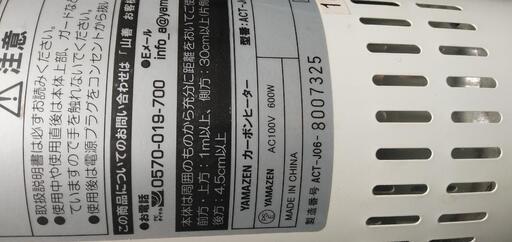 注意
●取扱説明書は必ずお読みください。
●使用中や使用直後は本体上部、ガードな
いますので手を触れないでください。
●使用後は電源プラグをコンセントから抜い
この商品についてのお問い合わせは「山善 お客様
●お電話
0570-019-700
●Eメール
info_a@yam
本体は周囲のものから充分に距離をおいてご使
前方・上方：1m以上、側方：30cm以上(片側
後方：4.5cm以上
型番：ACT-J
YAMAZEN カーボンヒーター
YAMAZEN AC100V 600W
MADE IN CHINA
製造番号 ACT-J06-8007325
1